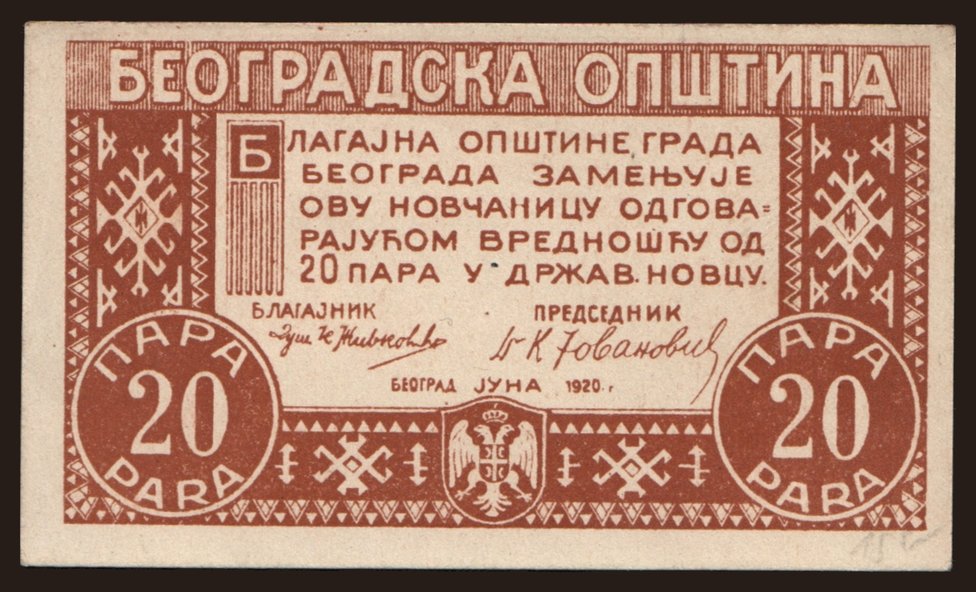 БЕОГРАДСКА ОПШТИНА
БЛАГАЈНА ОПШТИНЕ ГРАДА
БЕОГРАДА ЗАМЕЊУЈЕ
ОВУ НОВЧАНИЦУ ОДГОВА=
РАЈУЋОМ ВРЕДНОШЋУ ОД
20 ПАРА У ДРЖАВ. НОВЦУ.
БЛАГАЈНИК ПРЕДСЕДНИК
К. Јовановић
БЕОГРАД ЈУНА 1920. г
ПАРА
20
PARA
ПАРА
20
PARA